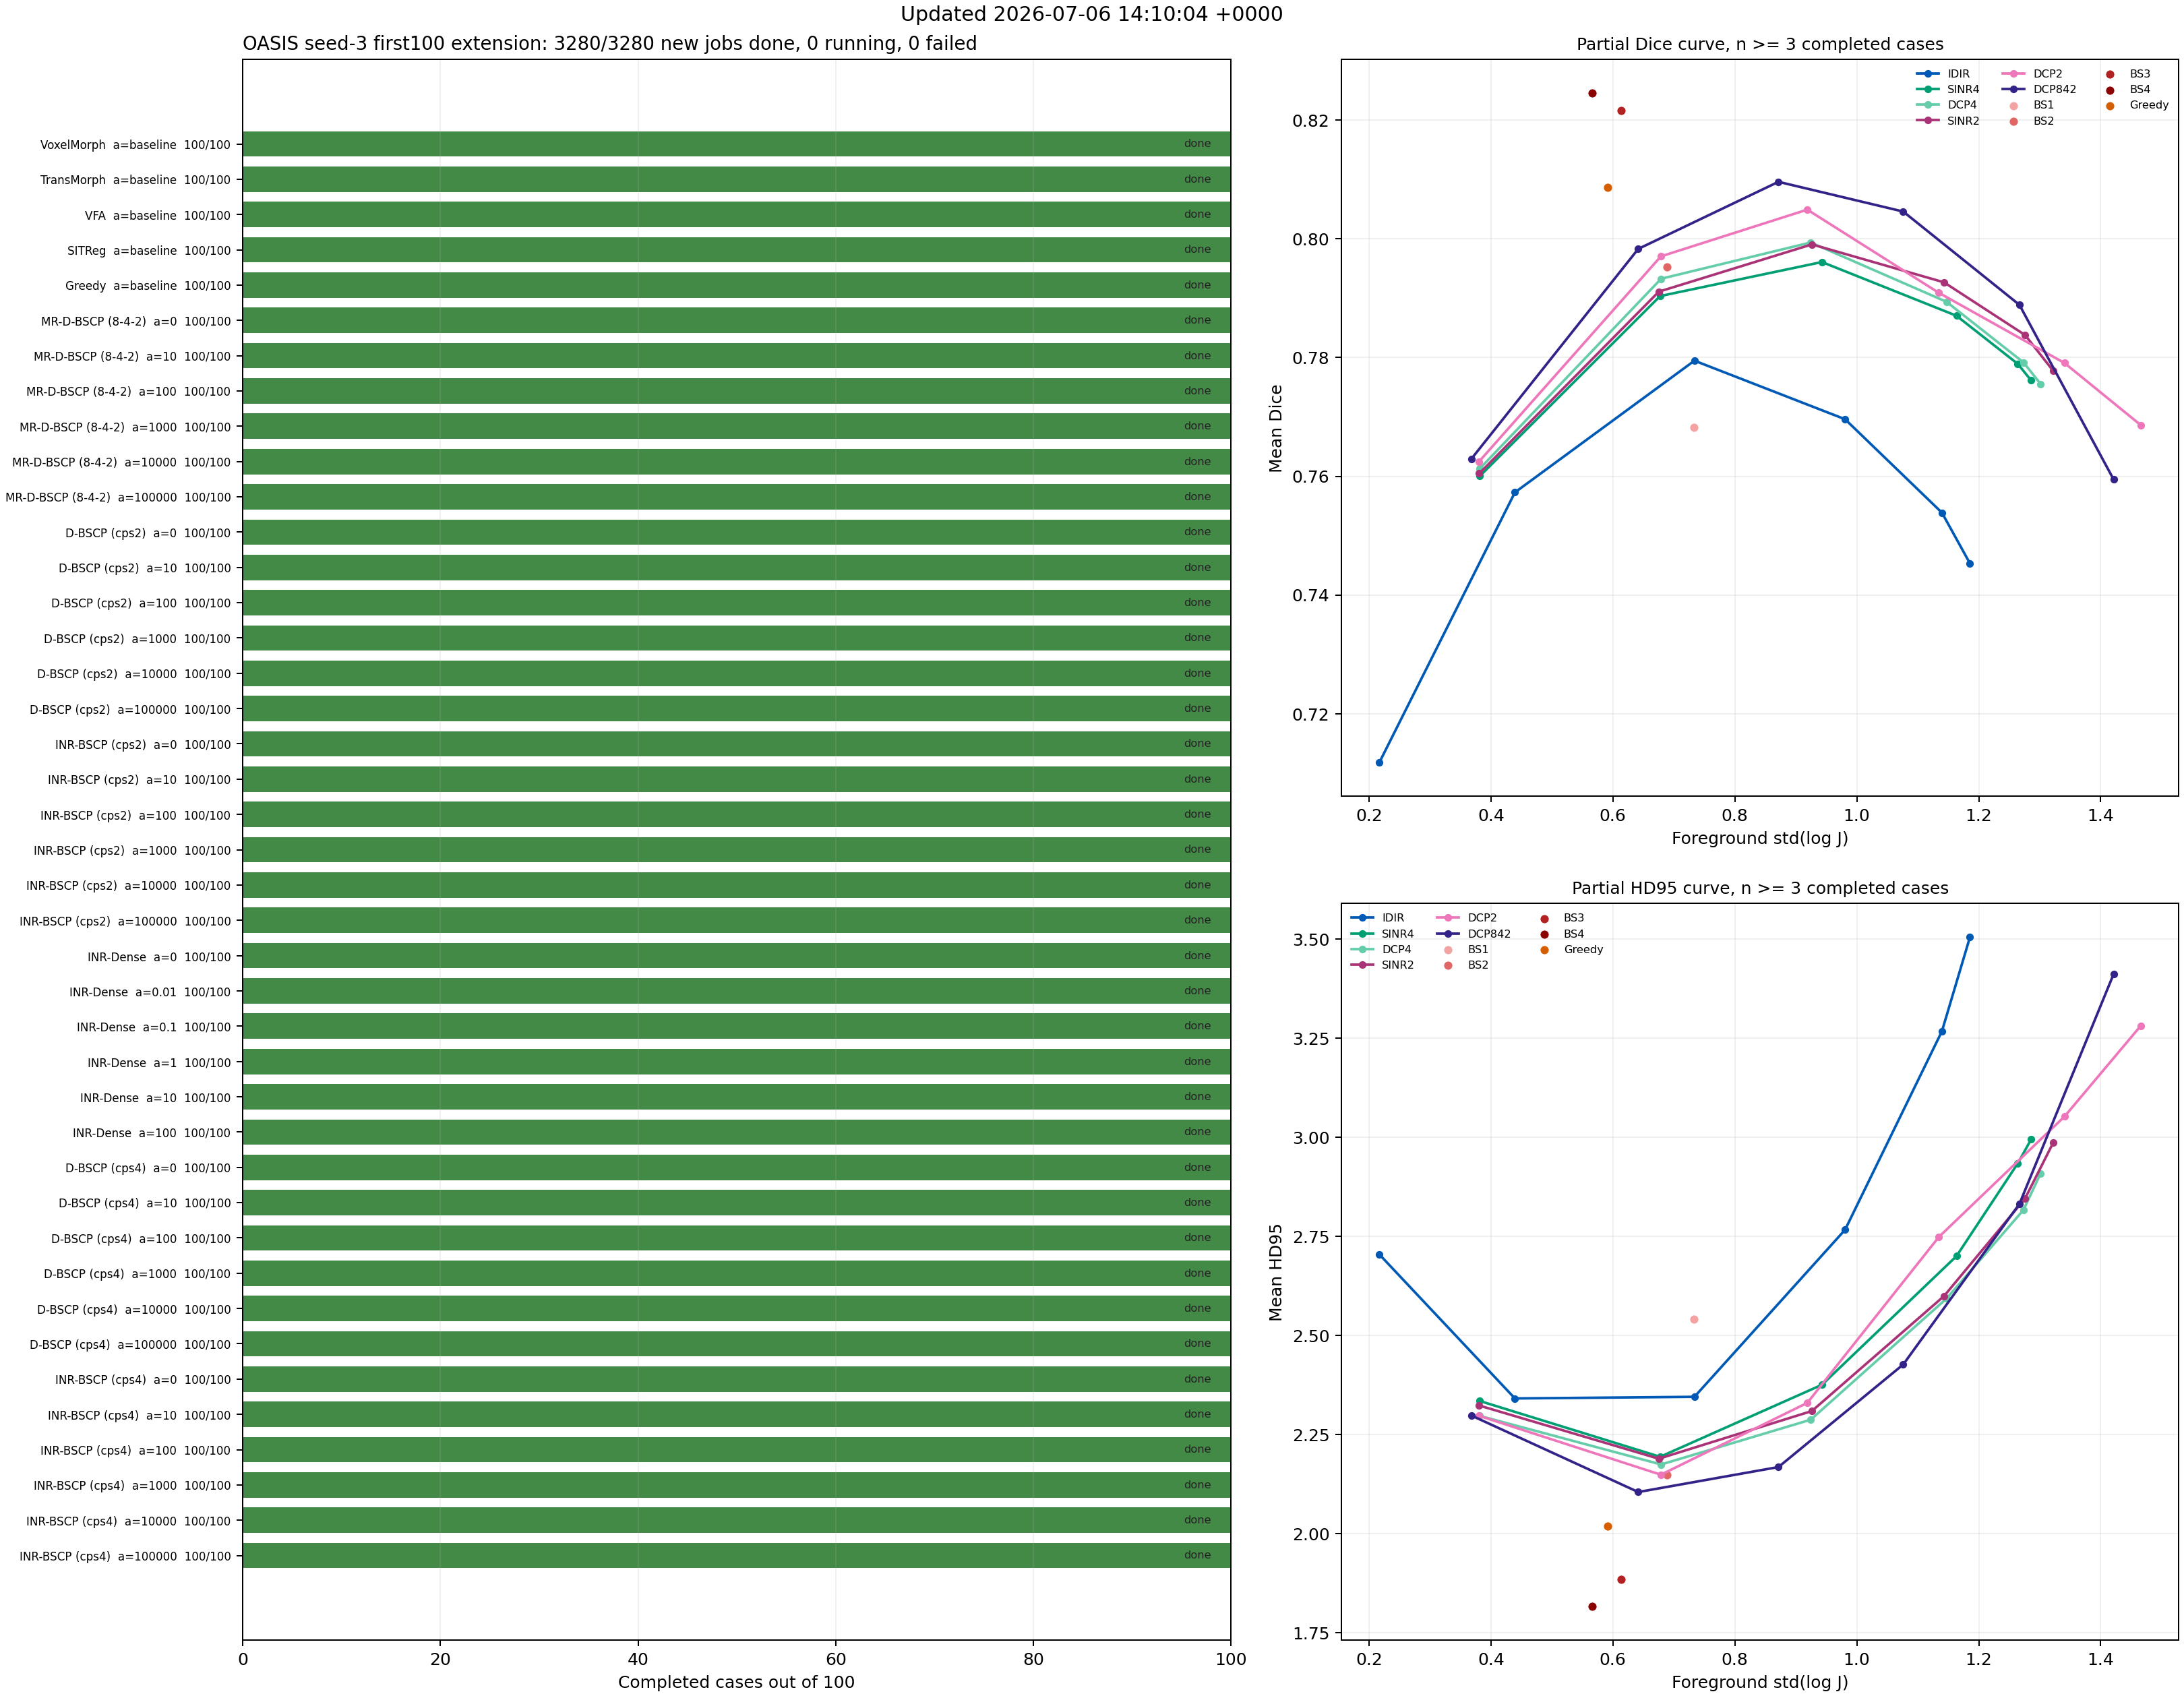 Updated 2026-07-06 14:10:04 +0000
OASIS seed-3 first100 extension: 3280/3280 new jobs done, 0 running, 0 failed
VoxelMorph a=baseline 100/100 done
TransMorph a=baseline 100/100 done
VFA a=baseline 100/100 done
SITReg a=baseline 100/100 done
Greedy a=baseline 100/100 done
MR-D-BSCP (8-4-2) a=0 100/100 done
MR-D-BSCP (8-4-2) a=10 100/100 done
MR-D-BSCP (8-4-2) a=100 100/100 done
MR-D-BSCP (8-4-2) a=1000 100/100 done
MR-D-BSCP (8-4-2) a=10000 100/100 done
MR-D-BSCP (8-4-2) a=100000 100/100 done
D-BSCP (cps2) a=0 100/100 done
D-BSCP (cps2) a=10 100/100 done
D-BSCP (cps2) a=100 100/100 done
D-BSCP (cps2) a=1000 100/100 done
D-BSCP (cps2) a=10000 100/100 done
D-BSCP (cps2) a=100000 100/100 done
INR-BSCP (cps2) a=0 100/100 done
INR-BSCP (cps2) a=10 100/100 done
INR-BSCP (cps2) a=100 100/100 done
INR-BSCP (cps2) a=1000 100/100 done
INR-BSCP (cps2) a=10000 100/100 done
INR-BSCP (cps2) a=100000 100/100 done
INR-Dense a=0 100/100 done
INR-Dense a=0.01 100/100 done
INR-Dense a=0.1 100/100 done
INR-Dense a=1 100/100 done
INR-Dense a=10 100/100 done
INR-Dense a=100 100/100 done
D-BSCP (cps4) a=0 100/100 done
D-BSCP (cps4) a=10 100/100 done
D-BSCP (cps4) a=100 100/100 done
D-BSCP (cps4) a=1000 100/100 done
D-BSCP (cps4) a=10000 100/100 done
D-BSCP (cps4) a=100000 100/100 done
INR-BSCP (cps4) a=0 100/100 done
INR-BSCP (cps4) a=10 100/100 done
INR-BSCP (cps4) a=100 100/100 done
INR-BSCP (cps4) a=1000 100/100 done
INR-BSCP (cps4) a=10000 100/100 done
INR-BSCP (cps4) a=100000 100/100 done
0 20 40 60 80 100
Completed cases out of 100
Partial Dice curve, n >= 3 completed cases
IDIR DCP2 BS3
SINR4 DCP842 BS4
DCP4 BS1 Greedy
SINR2 BS2
0.82
0.80
0.78
0.76
0.74
0.72
Mean Dice
0.2 0.4 0.6 0.8 1.0 1.2 1.4
Foreground std(log J)
Partial HD95 curve, n >= 3 completed cases
IDIR DCP2 BS3
SINR4 DCP842 BS4
DCP4 BS1 Greedy
SINR2 BS2
3.50
3.25
3.00
2.75
2.50
2.25
2.00
1.75
Mean HD95
0.2 0.4 0.6 0.8 1.0 1.2 1.4
Foreground std(log J)